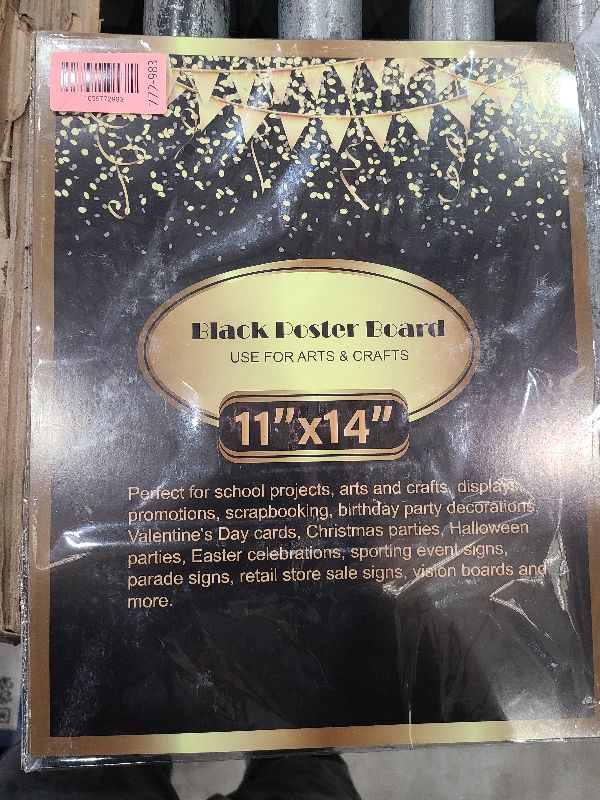 772-983
Black Poster Board
USE FOR ARTS & CRAFTS
11"x14"
Perfect for school projects, arts and crafts, displays,
promotions, scrapbooking, birthday party decorations,
Valentine's Day cards, Christmas parties, Halloween
parties, Easter celebrations, sporting event signs,
parade signs, retail store sale signs, vision boards and
more.